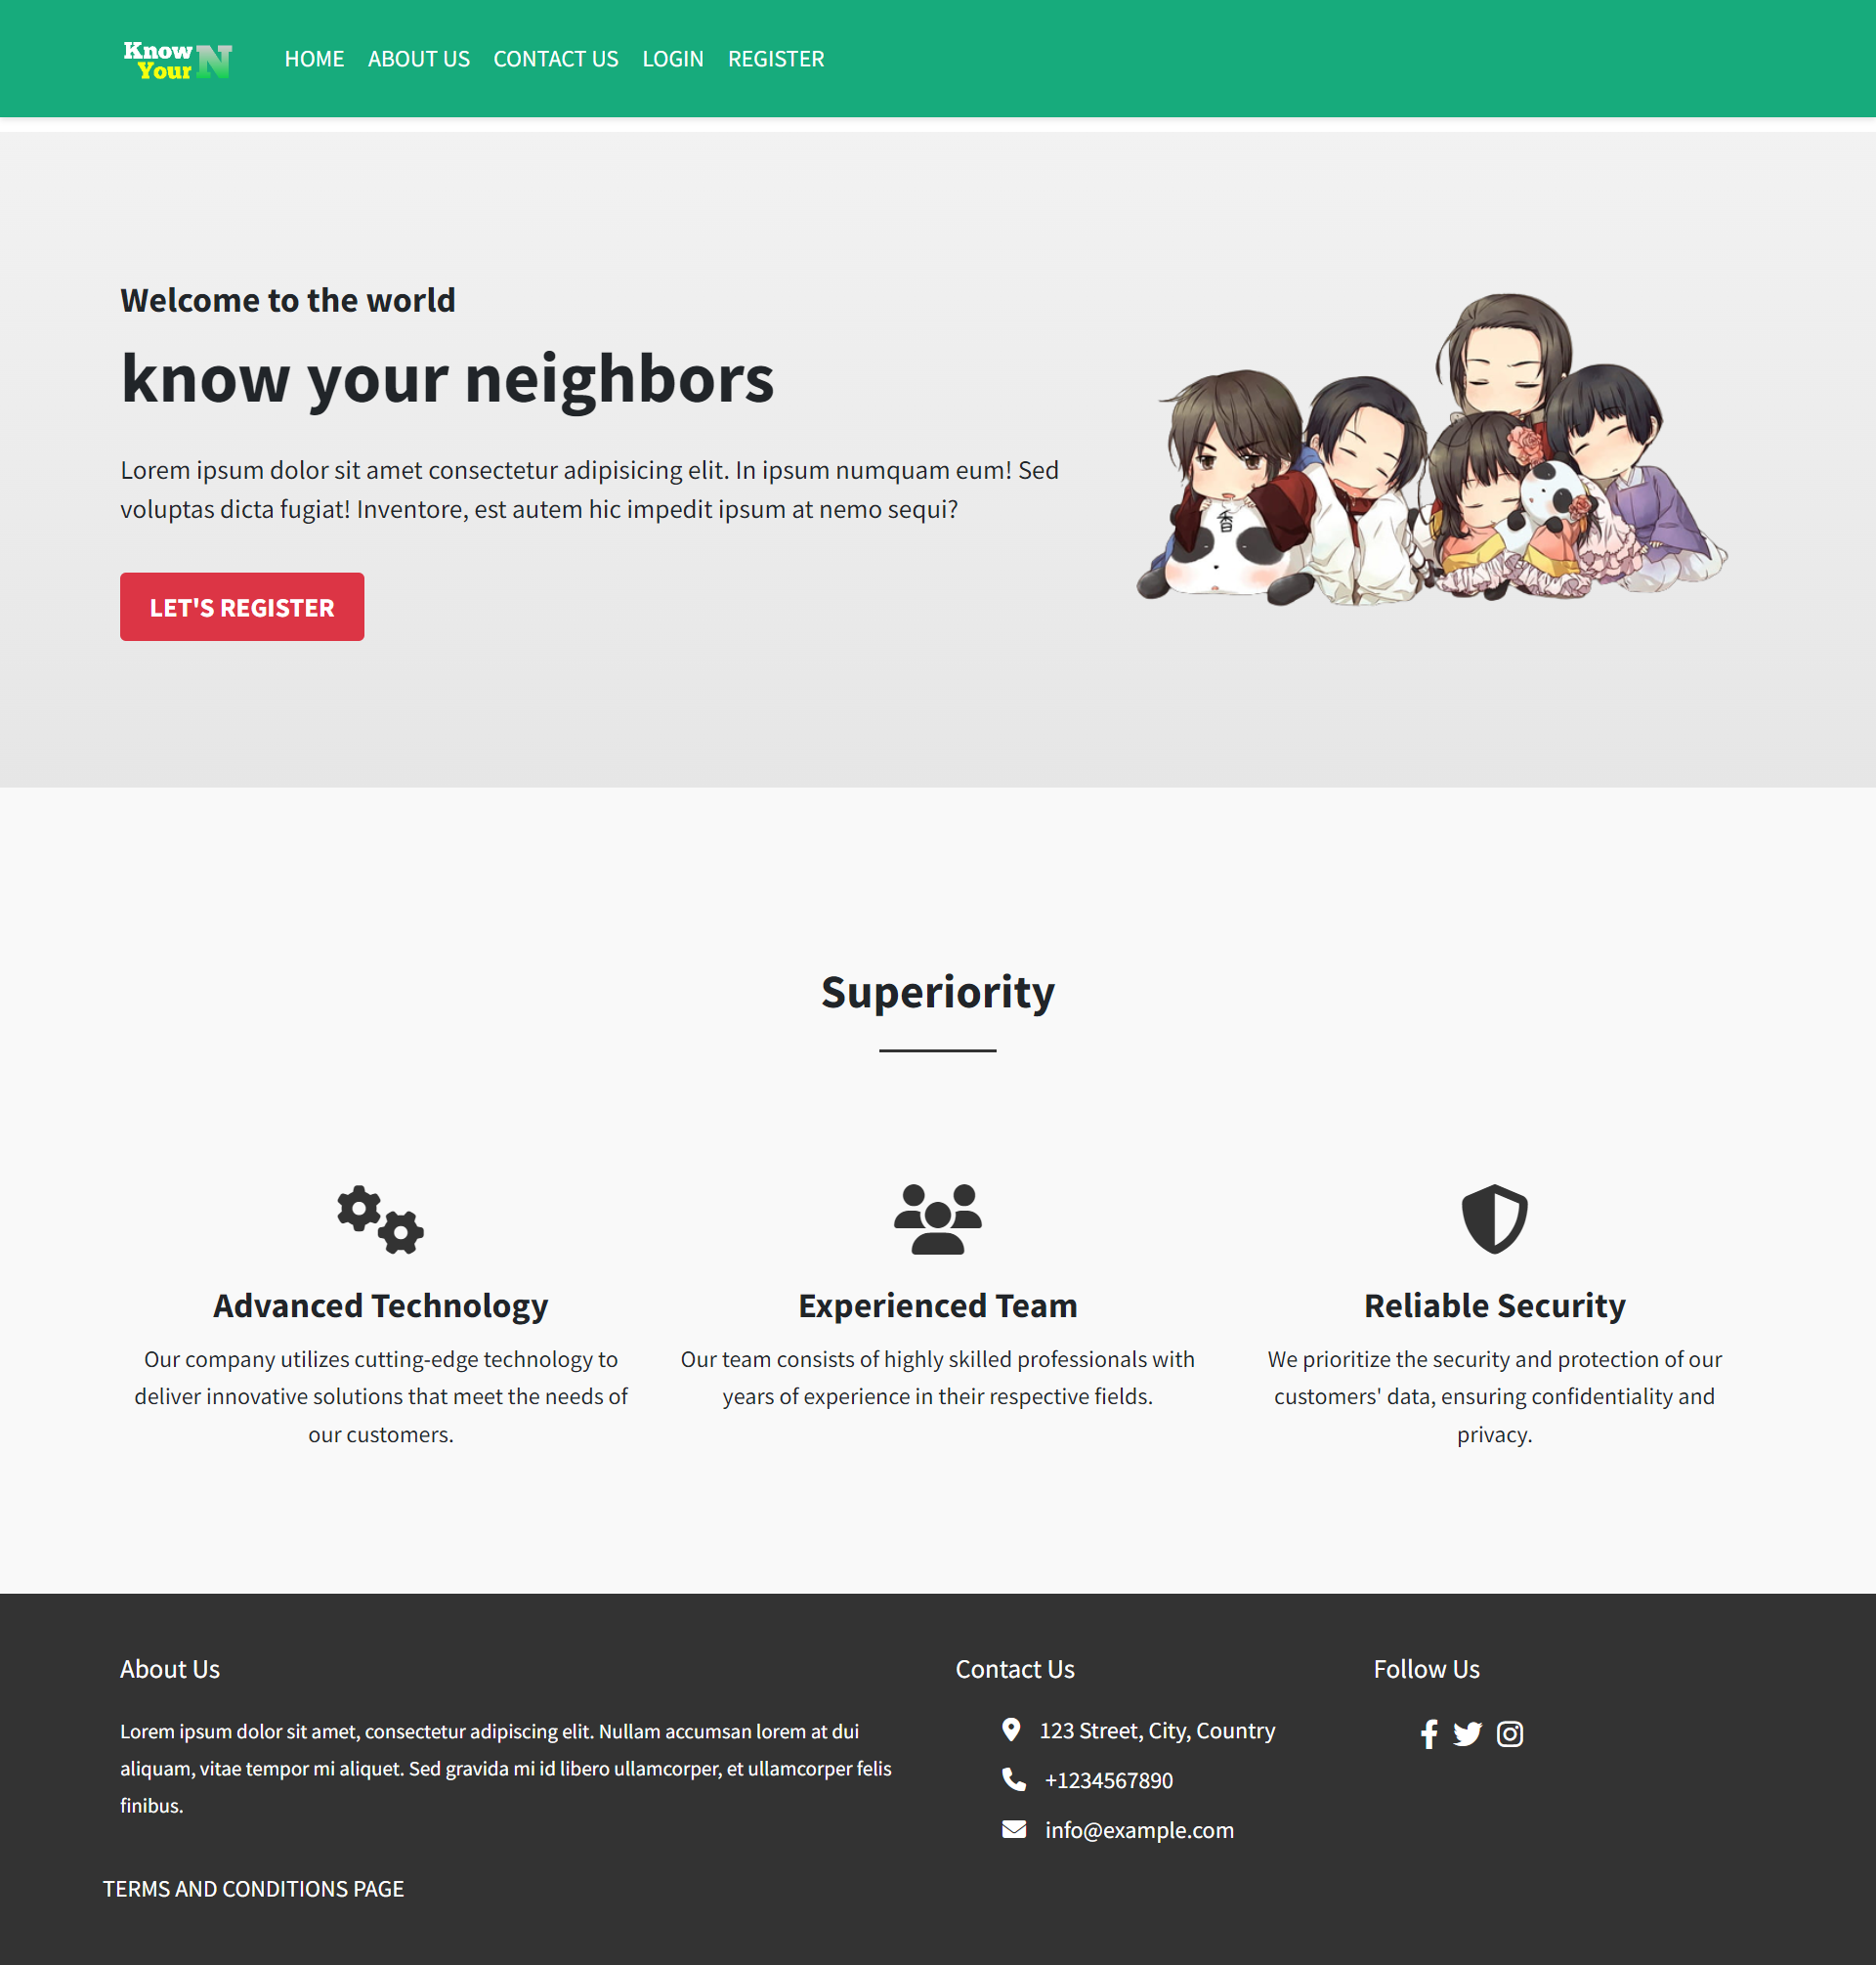 Know
Your N
HOME ABOUT US CONTACT US LOGIN REGISTER
Welcome to the world
know your neighbors
Lorem ipsum dolor sit amet consectetur adipisicing elit. In ipsum numquam eum! Sed
voluptas dicta fugiat! Inventore, est autem hic impedit ipsum at nemo sequi?
LET'S REGISTER
香
Superiority
Advanced Technology
Our company utilizes cutting-edge technology to
deliver innovative solutions that meet the needs of
our customers.
Experienced Team
Our team consists of highly skilled professionals with
years of experience in their respective fields.
Reliable Security
We prioritize the security and protection of our
customers' data, ensuring confidentiality and
privacy.
About Us
Lorem ipsum dolor sit amet, consectetur adipiscing elit. Nullam accumsan lorem at dui
aliquam, vitae tempor mi aliquet. Sed gravida mi id libero ullamcorper, et ullamcorper felis
finibus.
Contact Us
123 Street, City, Country
+1234567890
info@example.com
Follow Us
TERMS AND CONDITIONS PAGE